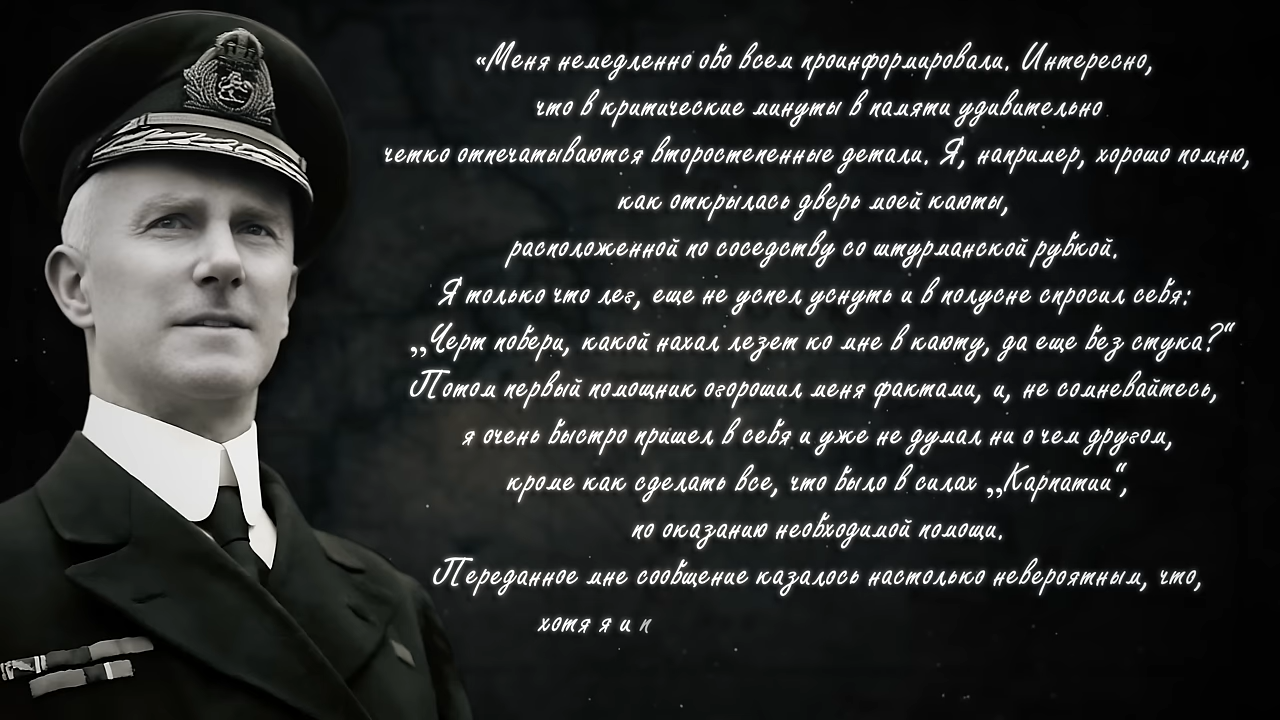 «Меня немедленно обо всем проинформировали. Интересно,
что в критические минуты в памяти удивительно
четко отпечатываются второстепенные детали. Я, например, хорошо помню,
как открылась дверь моей каюты,
расположенной по соседству со штурманской рубкой.
Я только что лег, еще не успел уснуть и в полусне спросил себя:
„Черт побери, какой нахал лезет ко мне в каюту, да еще без стука?“
Потом первый помощник огорошил меня фактами, и, не сомневайтесь,
я очень быстро пришел в себя и уже не думал ни о чем другом,
кроме как сделать все, что было в силах „Карпатии“,
по оказанию необходимой помощи.
Переданное мне сообщение казалось настолько невероятным, что,
хотя я и п